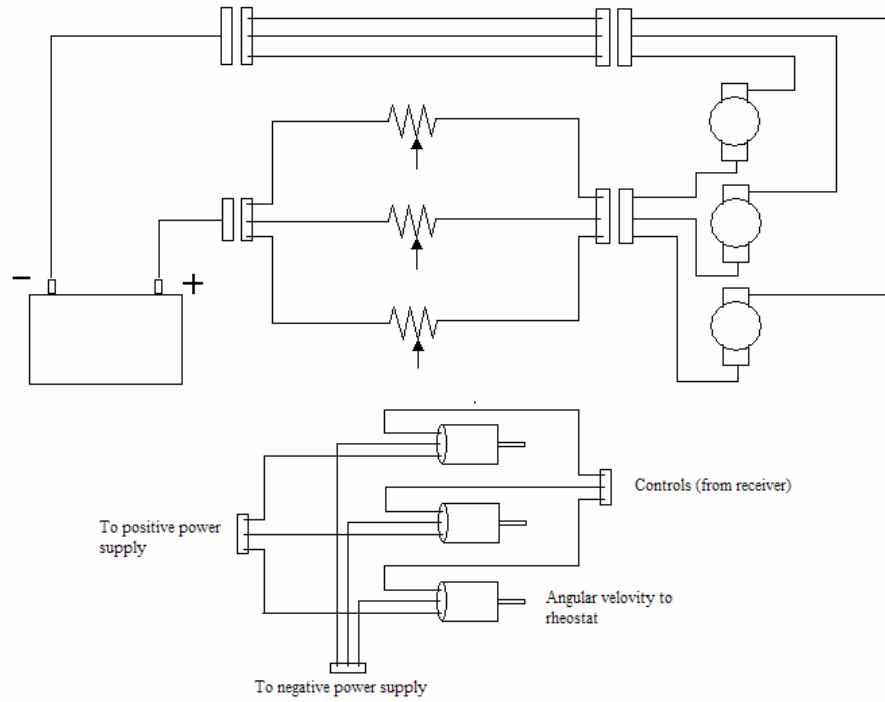 − +
Controls (from receiver)
To positive power
supply
Angular velovity to
rheostat
To negative power supply